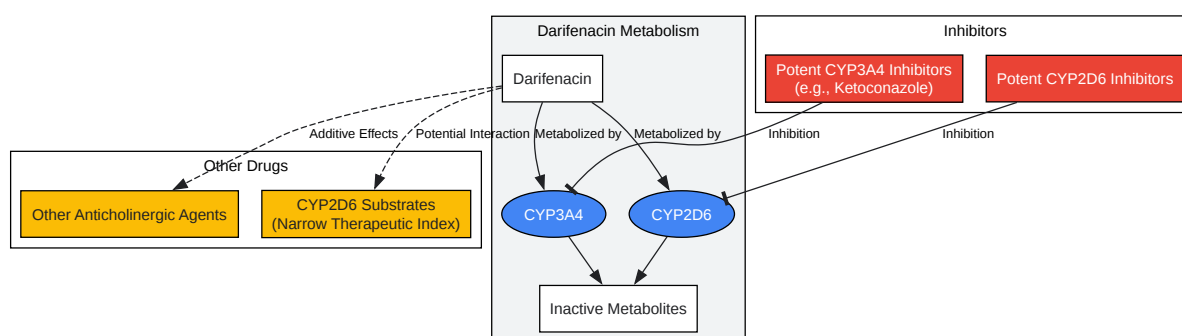 Darifenacin Metabolism
Inhibitors
Darifenacin
Potent CYP3A4 Inhibitors
(e.g., Ketoconazole)
Potent CYP2D6 Inhibitors
Additive Effects
Potential Interaction
Metabolized by
Metabolized by
Inhibition
Inhibition
Other Drugs
Other Anticholinergic Agents
CYP2D6 Substrates
(Narrow Therapeutic Index)
CYP3A4
CYP2D6
Inactive Metabolites